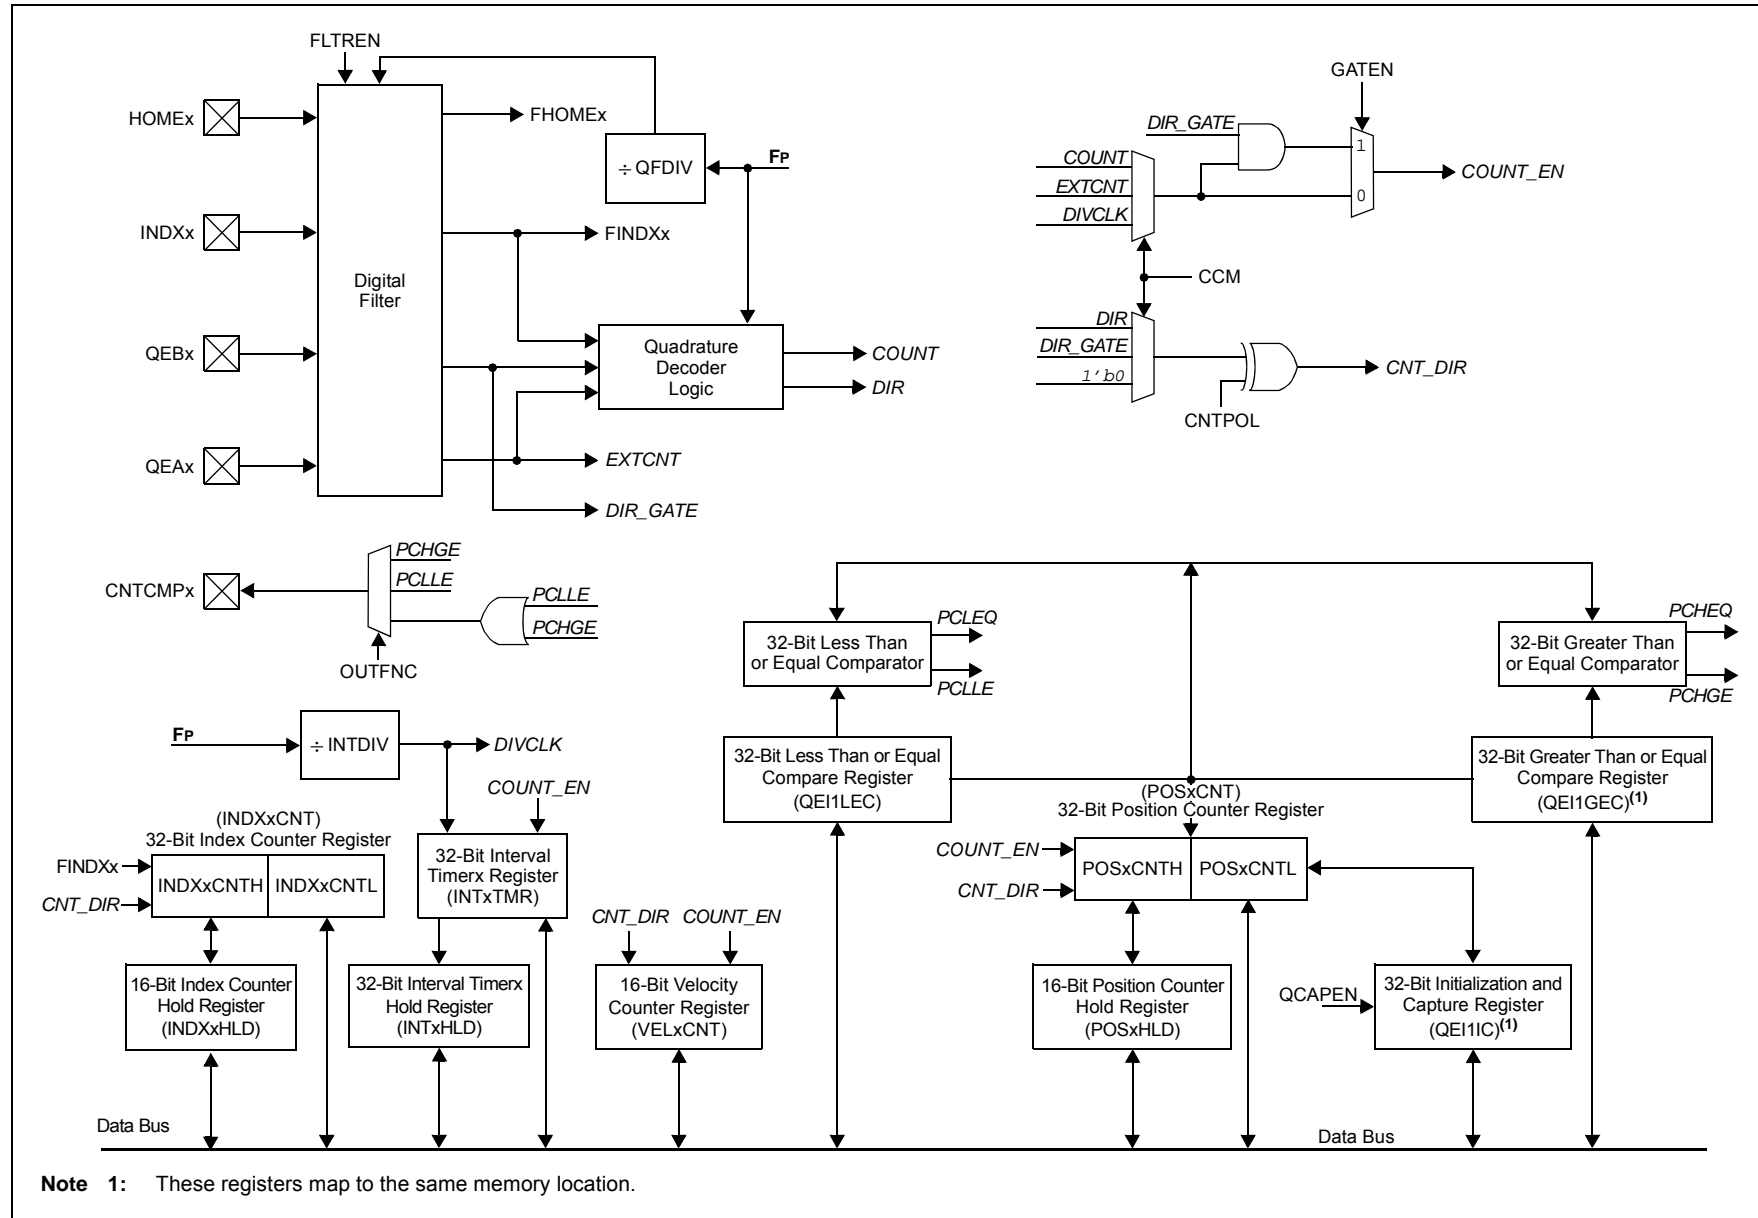 FLTREN
GATEN
HOMEx
FHOMEx
DIR_GATE
÷ QFDIV
FP
1
COUNT
EXTCNT
DIVCLK
0
COUNT_EN
INDXx
FINDXx
CCM
Digital
Filter
DIR
DIR_GATE
1'b0
CNT_DIR
CNTPOL
QEBx
Quadrature
Decoder
Logic
COUNT
DIR
QEAx
EXTCNT
DIR_GATE
CNTCMPx
PCHGE
PCLLE
PCLLE
PCHGE
OUTFNC
32-Bit Less Than
or Equal Comparator
PCLEQ
PCLLE
32-Bit Greater Than
or Equal Comparator
PCHEQ
PCHGE
FP
÷ INTDIV
DIVCLK
COUNT_EN
32-Bit Less Than or Equal
Compare Register
(QEI1LEC)
32-Bit Greater Than or Equal
Compare Register
(QEI1GEC)(1)
(POSxCNT)
32-Bit Position Counter Register
(INDXxCNT)
32-Bit Index Counter Register
FINDXx
CNT_DIR
INDXxCNTH
INDXxCNTL
32-Bit Interval
Timerx Register
(INTxTMR)
COUNT_EN
CNT_DIR
POSxCNTH
POSxCNTL
CNT_DIR
COUNT_EN
16-Bit Index Counter
Hold Register
(INDXxHLD)
32-Bit Interval Timerx
Hold Register
(INTxHLD)
16-Bit Velocity
Counter Register
(VELxCNT)
16-Bit Position Counter
Hold Register
(POSxHLD)
QCAPEN
32-Bit Initialization and
Capture Register
(QEI1IC)(1)
Data Bus
Data Bus
Note 1: These registers map to the same memory location.